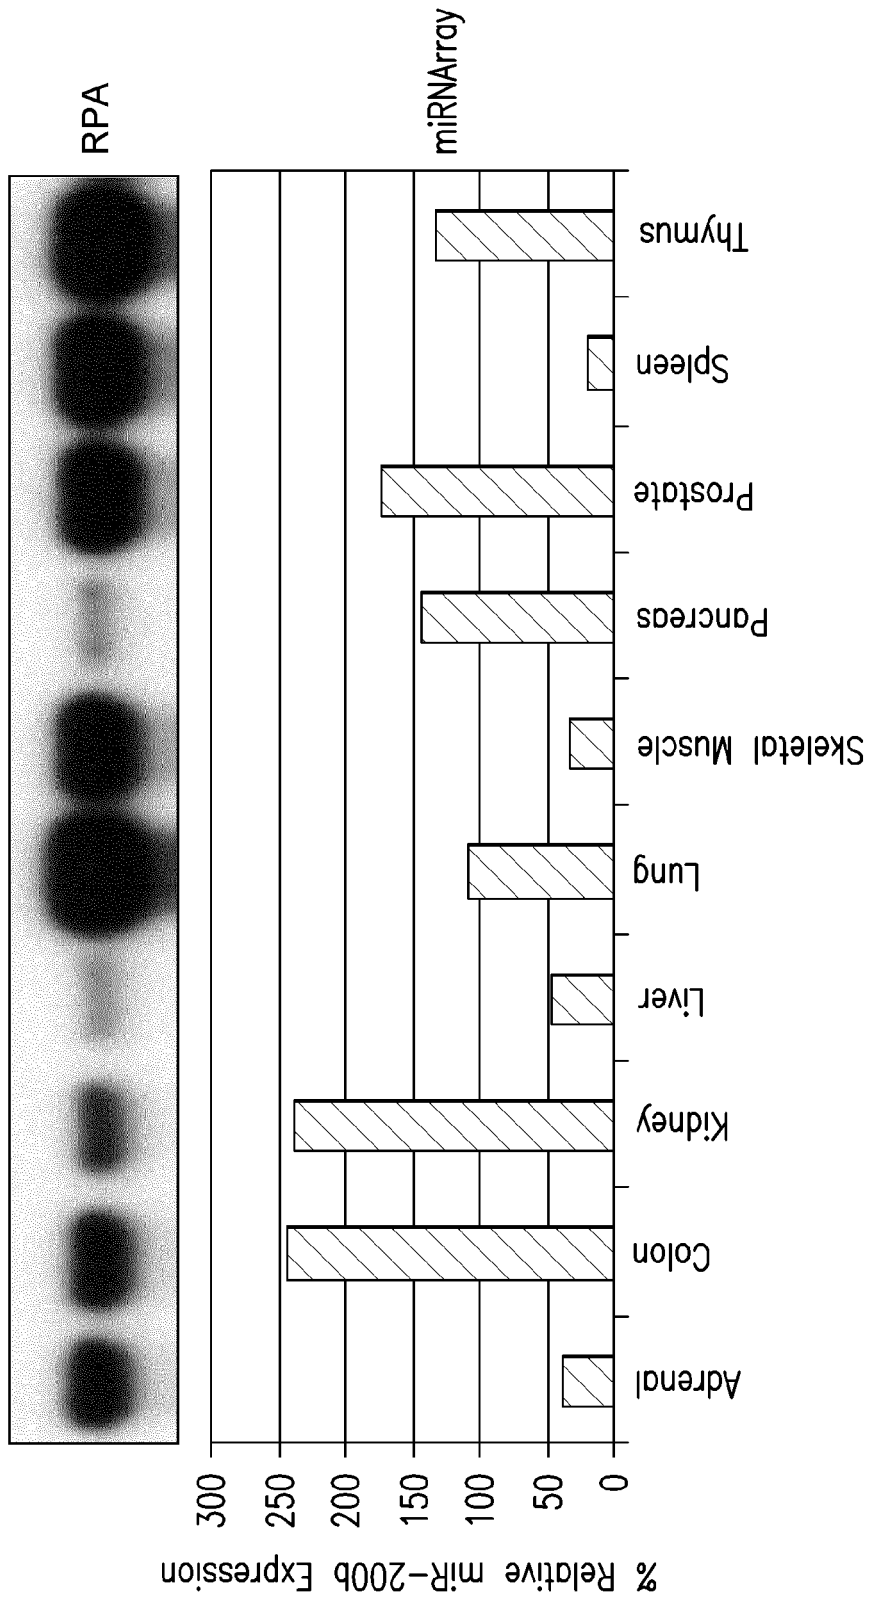 RPA
miRNArray
% Relative miR-200b Expression
300
250
200
150
100
50
0
Adrenal
Colon
Kidney
Liver
Lung
Skeletal Muscle
Pancreas
Prostate
Spleen
Thymus